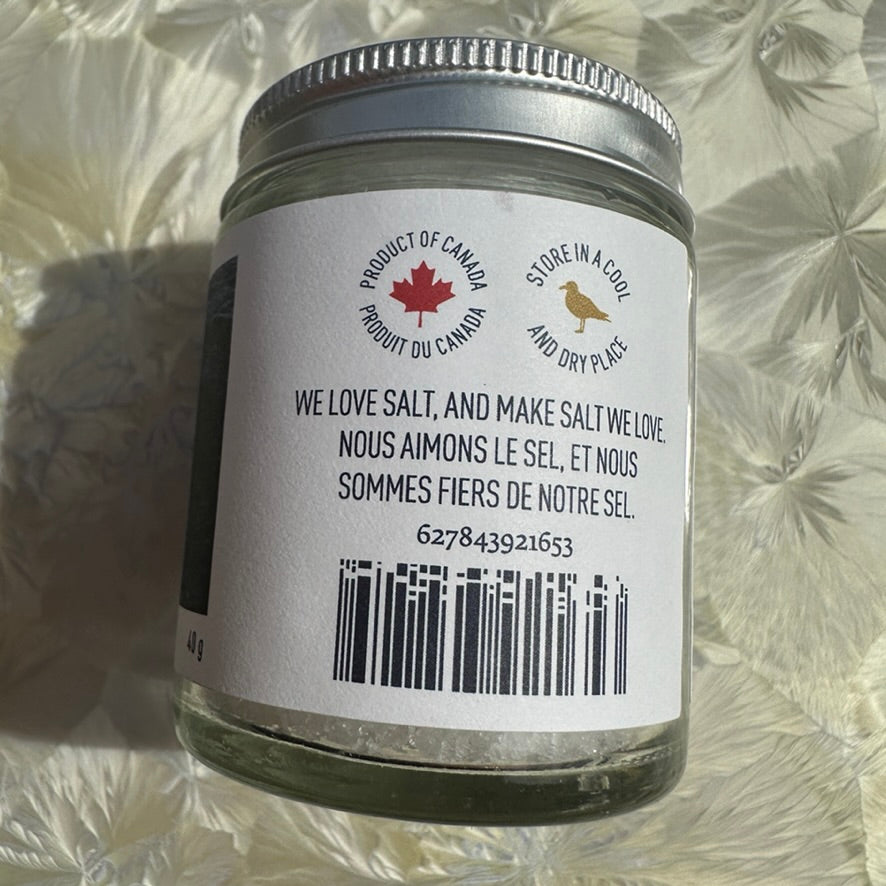 PRODUCT OF CANADA
PRODUIT DU CANADA
STORE IN A COOL
AND DRY PLACE
WE LOVE SALT, AND MAKE SALT WE LOVE.
NOUS AIMONS LE SEL, ET NOUS
SOMMES FIERS DE NOTRE SEL.
627843921653
40 g